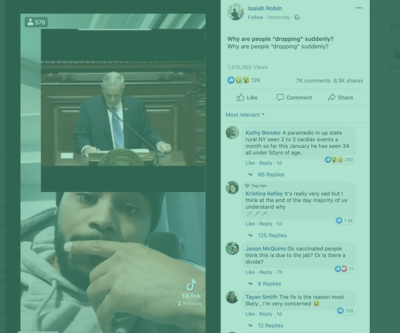 576
TikTok
Isaiah Robin
Follow · Yesterday ·
Why are people "dropping" suddenly?
Why are people "dropping" suddenly?
12K
7K comments 8.3K shares
Like
Comment
Share
Most relevant
Kathy Bender A paramedic in up state
rural NY seen 2 to 3 cardiac events a
month so far this January he has seen 34
all under 50yrs of age.
Like · Reply · 1d
66 Replies
Top fan
Kristina Kelley It's really very sad but I
think at the end of the day majority of us
understand why
Like · Reply · 1d
125 Replies
Jason McQuinn Do vaccinated people
think this is due to the jab? Or is there a
divide?
Like · Reply · 7h
11
6 Replies
Smith The fix is the reason most
likely , I'm very concerned
Like · Reply · 1d
12 Replies